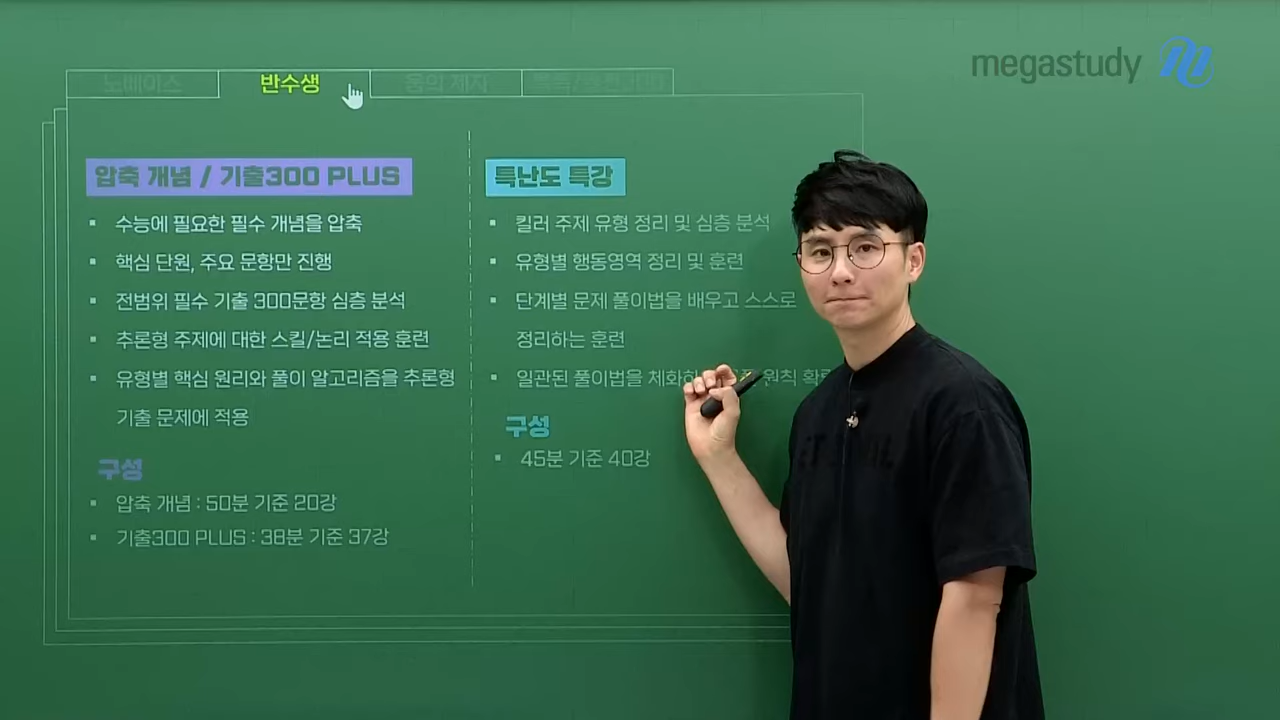 megastudy
노베이스 반수생
압축 개념 / 기출300 PLUS
수능에 필요한 필수 개념을 압축
핵심 단원, 주요 문항만 진행
전범위 필수 기출 300문항 심층 분석
추론형 주제에 대한 스킬/논리 적용 훈련
유형별 핵심 원리와 풀이 알고리즘을 추론형
기출 문제에 적용
구성
압축 개념 : 50분 기준 20강
기출300 PLUS : 38분 기준 37강
특난도 특강
킬러 주제 유형 정리 및 심층 분석
유형별 행동영역 정리 및 훈련
단계별 문제 풀이법을 배우고 스스로
정리하는 훈련
일관된 풀이법을 체화하 원칙
구성
45분 기준 40강